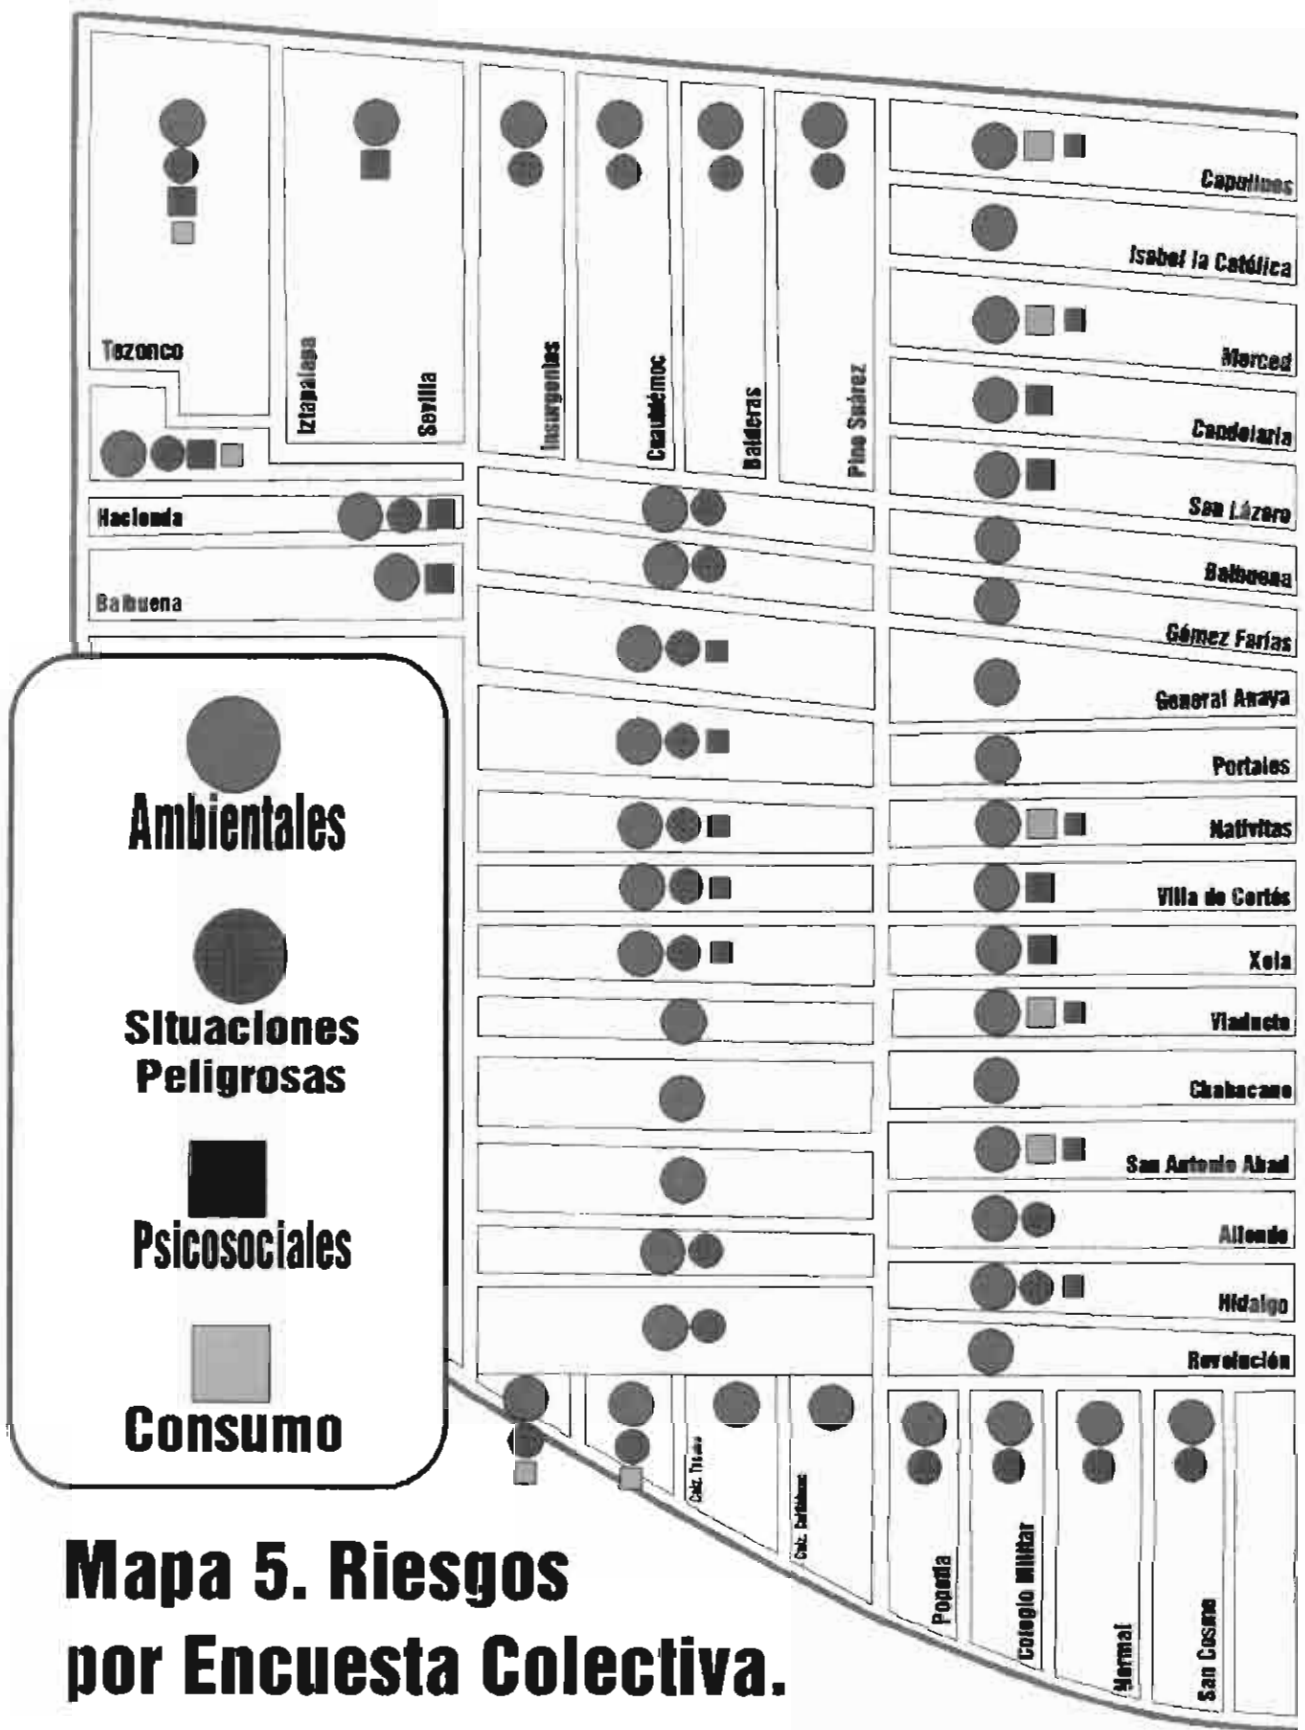 Tezonco
Iztapalapa
Sevilla
Insurgentes
Cuauhtémoc
Balderas
Pino Suárez
Capulines
Isabel la Católica
Merced
Candelaria
San Lázaro
Balbuena
Gómez Farías
General Anaya
Portales
Nativitas
Villa de Cortés
Xola
Viaducto
Chabacano
San Antonio Abad
Allende
Hidalgo
Revolución
Hacienda
Balbuena
Ambientales
Situaciones
Peligrosas
Psicosociales
Consumo
Calz.
Calz.
Popotla
Colegio Militar
Normal
San Cosme
Mapa 5. Riesgos
por Encuesta Colectiva.